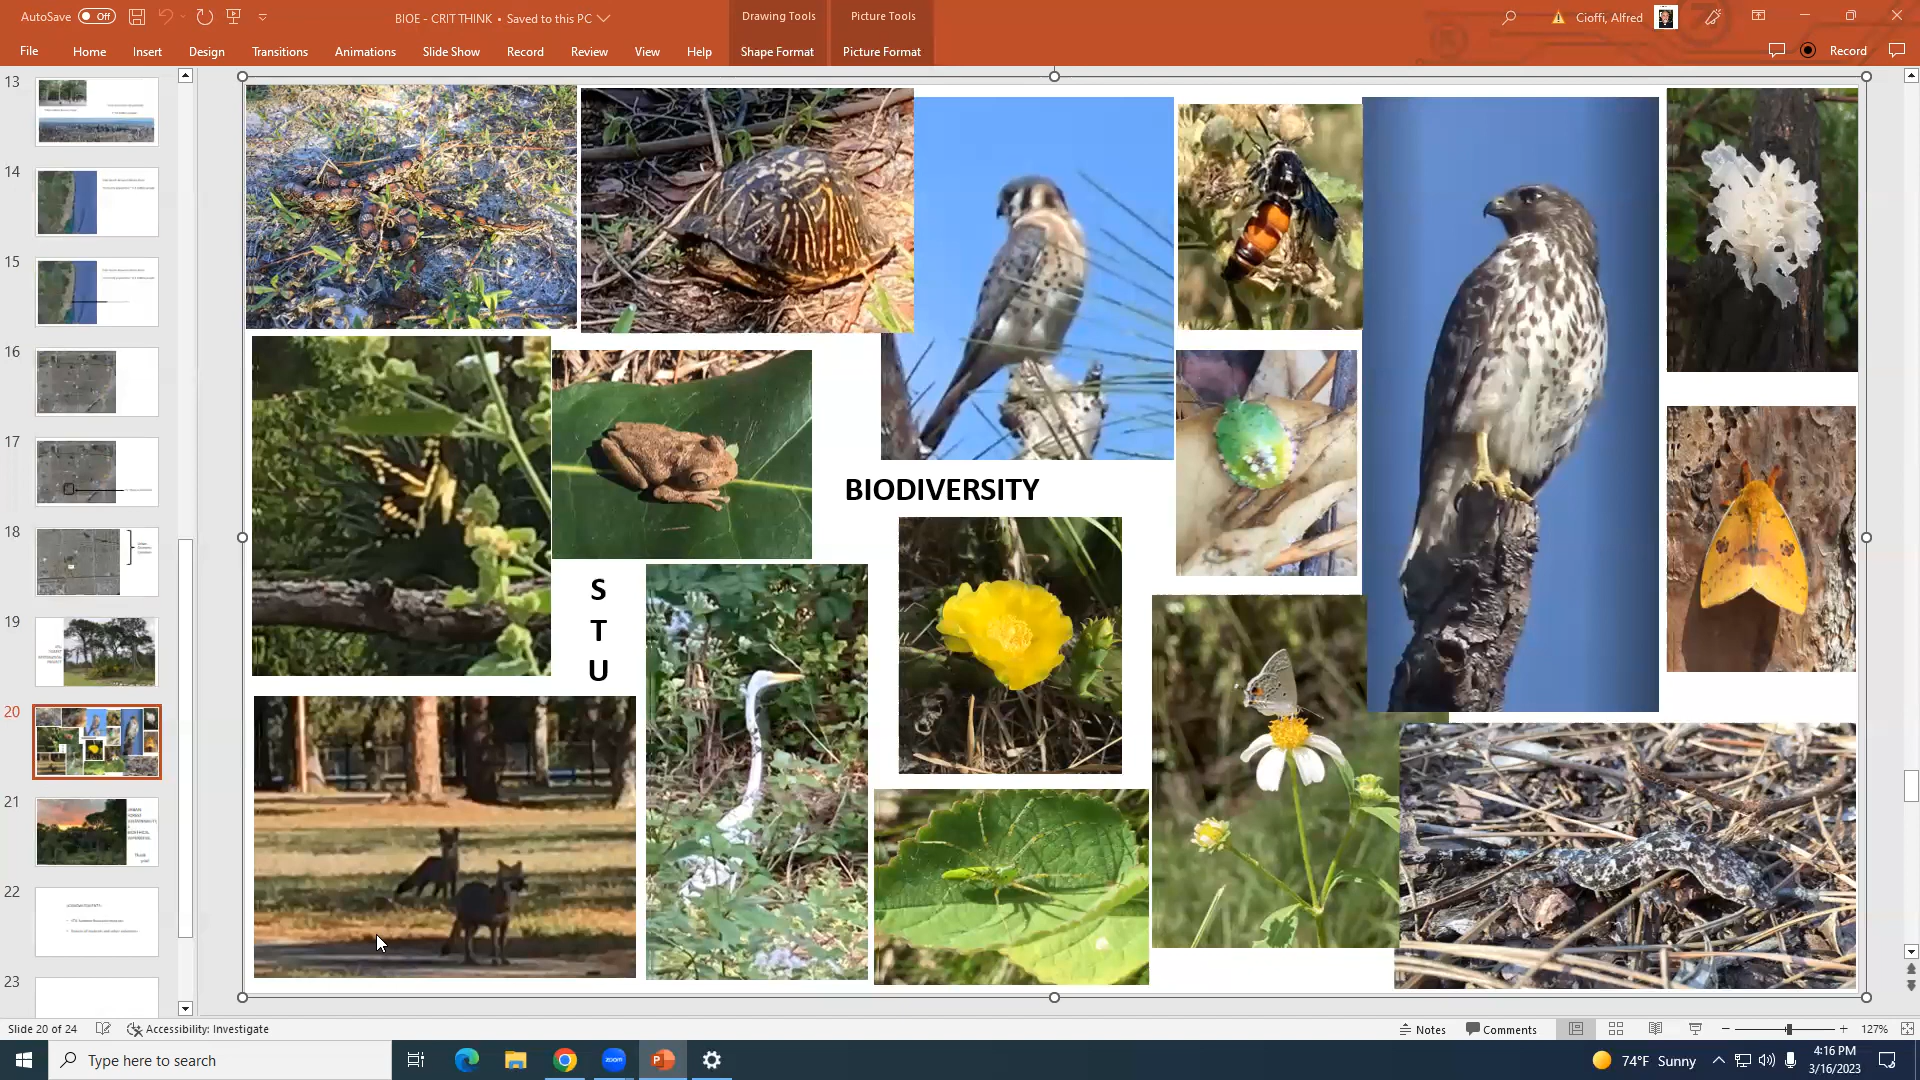 AutoSave Off
BIOE - CRIT THINK • Saved to this PC
Drawing Tools
Picture Tools
Cioffi, Alfred
File Home Insert Design Transitions Animations Slide Show Record Review View Help Shape Format Picture Format Record
13
14
15
16
17
18
19
20
21
22
23
BIODIVERSITY
S
T
U
Slide 20 of 24
Accessibility: Investigate
Notes
Comments
127%
Type here to search
zoom
74°F Sunny
4:16 PM
3/16/2023